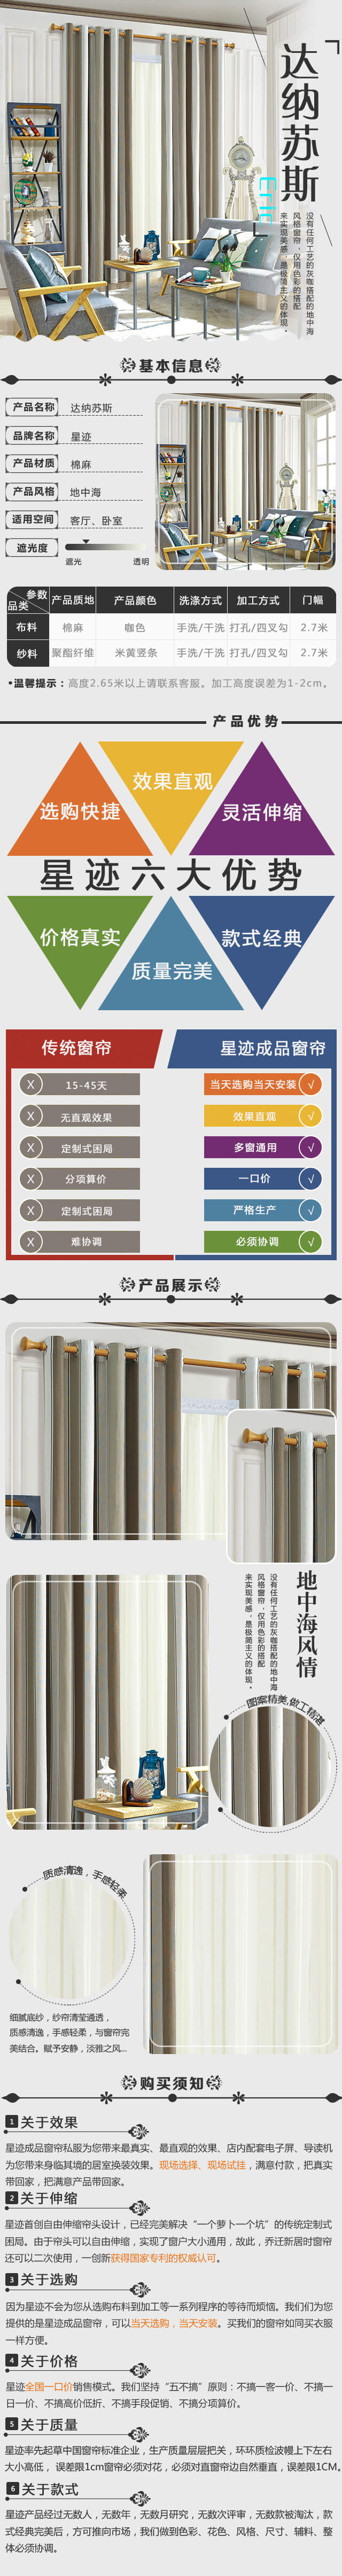 达纳苏斯
没有任何工艺的灰咖搭配的地中海
风格窗帘，仅用色彩的搭配
来实现美感，是极简主义的体现。
基本信息
产品名称 达纳苏斯
品牌名称 星迹
产品材质 棉麻
产品风格 地中海
适用空间 客厅、卧室
遮光度
遮光 透明
参数
品类 产品质地 产品颜色 洗涤方式 加工方式 门幅
布料 棉麻 咖色 手洗/干洗 打孔/四叉勾 2.7米
纱料 聚酯纤维 米黄竖条 手洗/干洗 打孔/四叉勾 2.7米
•温馨提示：高度2.65米以上请联系客服。加工高度误差为1-2cm。
产品优势
选购快捷
效果直观
灵活伸缩
星迹六大优势
价格真实
质量完美
款式经典
传统窗帘 星迹成品窗帘
X 15-45天 当天选购当天安装 √
X 无直观效果 效果直观 √
X 定制式困局 多窗通用 √
X 分项算价 一口价 √
X 定制式困局 严格生产 √
X 难协调 必须协调 √
产品展示
地中海风情
没有任何工艺的灰咖搭配的地中海
风格窗帘，仅用色彩的搭配
来实现美感，是极简主义的体现。
图案精美,做工精湛
质感清逸，手感轻柔
细腻底纱，纱帘清莹通透，
质感清逸，手感轻柔，与窗帘完
美结合。赋予安静，淡雅之风...
购买须知
1 关于效果
星迹成品窗帘私服为您带来最真实、最直观的效果、店内配套电子屏、导读机
为您带来身临其境的居室换装效果。现场选择、现场试挂，满意付款，把真实
带回家，把满意产品带回家。
2 关于伸缩
星迹首创自由伸缩帘头设计，已经完美解决“一个萝卜一个坑”的传统定制式
困局。由于帘头可以自由伸缩，实现了窗户大小通用，故此，乔迁新居时窗帘
还可以二次使用，一创新获得国家专利的权威认可。
3 关于选购
因为星迹不会为您从选购布料到加工等一系列程序的等待而烦恼。我们们为您
提供的是星迹成品窗帘，可以当天选购，当天安装。买我们的窗帘如同买衣服
一样方便。
4 关于价格
星迹全国一口价销售模式。我们坚持“五不搞”原则：不搞一客一价、不搞一
日一价、不搞高价低折、不搞手段促销、不搞分项算价。
5 关于质量
星迹率先起草中国窗帘标准企业，生产质量层层把关，环环质检波幔上下左右
大小高低， 误差限1cm窗帘必须对花，必须对直窗帘边自然垂直，误差限1CM。
6 关于款式
星迹产品经过无数人，无数年，无数月研究，无数次评审，无数款被淘汰，款
式经典完美后，方可推向市场，我们做到色彩、花色、风格、尺寸、辅料、整
体必须协调。